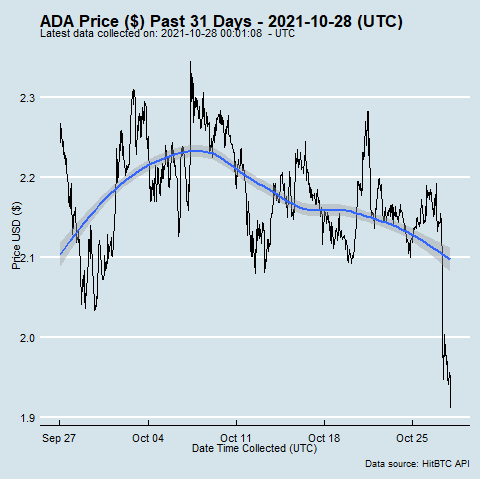 ADA Price ($) Past 31 Days - 2021-10-28 (UTC)
Latest data collected on: 2021-10-28 00:01:08 - UTC
Price USD ($)
2.3
2.2
2.1
2.0
1.9
Sep 27 Oct 04 Oct 11 Oct 18 Oct 25
Date Time Collected (UTC)
Data source: HitBTC API